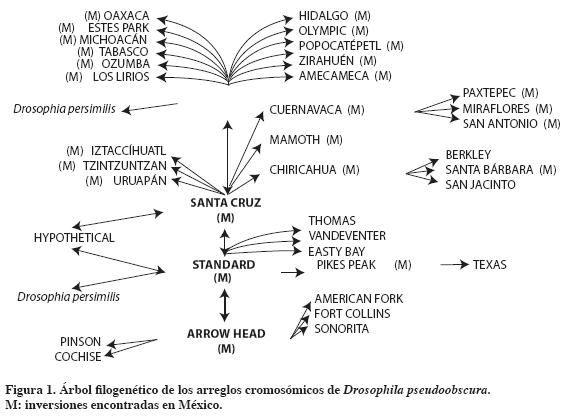 (M) OAXACA
(M) ESTES PARK
(M) MICHOACÁN
(M) TABASCO
(M) OZUMBA
(M) LOS LIRIOS
HIDALGO (M)
OLYMPIC (M)
POPOCATÉPETL (M)
ZIRAHUÉN (M)
AMECAMECA (M)
Drosophia persimilis
CUERNAVACA (M)
MAMOTH (M)
CHIRICAHUA (M)
PAXTEPEC (M)
MIRAFLORES (M)
SAN ANTONIO (M)
(M) IZTACCÍHUATL
(M) TZINTZUNTZAN
(M) URUAPÁN
BERKLEY
SANTA BÁRBARA (M)
SAN JACINTO
SANTA CRUZ
(M)
HYPOTHETICAL
THOMAS
VANDEVENTER
EASTY BAY
STANDARD
(M)
PIKES PEAK (M)
TEXAS
Drosophia persimilis
AMERICAN FORK
FORT COLLINS
SONORITA
ARROW HEAD
(M)
PINSON
COCHISE
Figura 1. Árbol filogenético de los arreglos cromosómicos de Drosophila pseudoobscura.
M: inversiones encontradas en México.